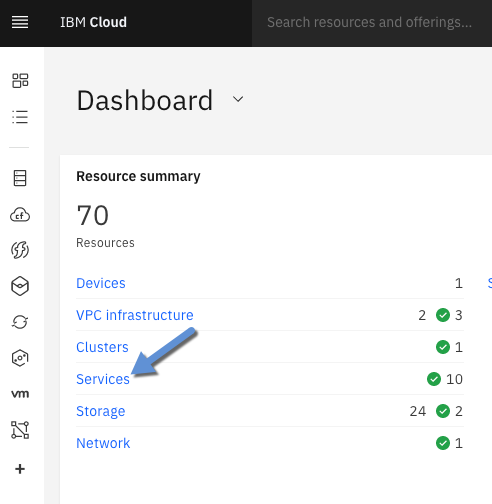 IBM Cloud
Search resources and offerings...
Dashboard
Resource summary
70
Resources
Devices 1
VPC infrastructure 2 3
Clusters 1
Services 10
Storage 24 2
Network 1
cf
vm